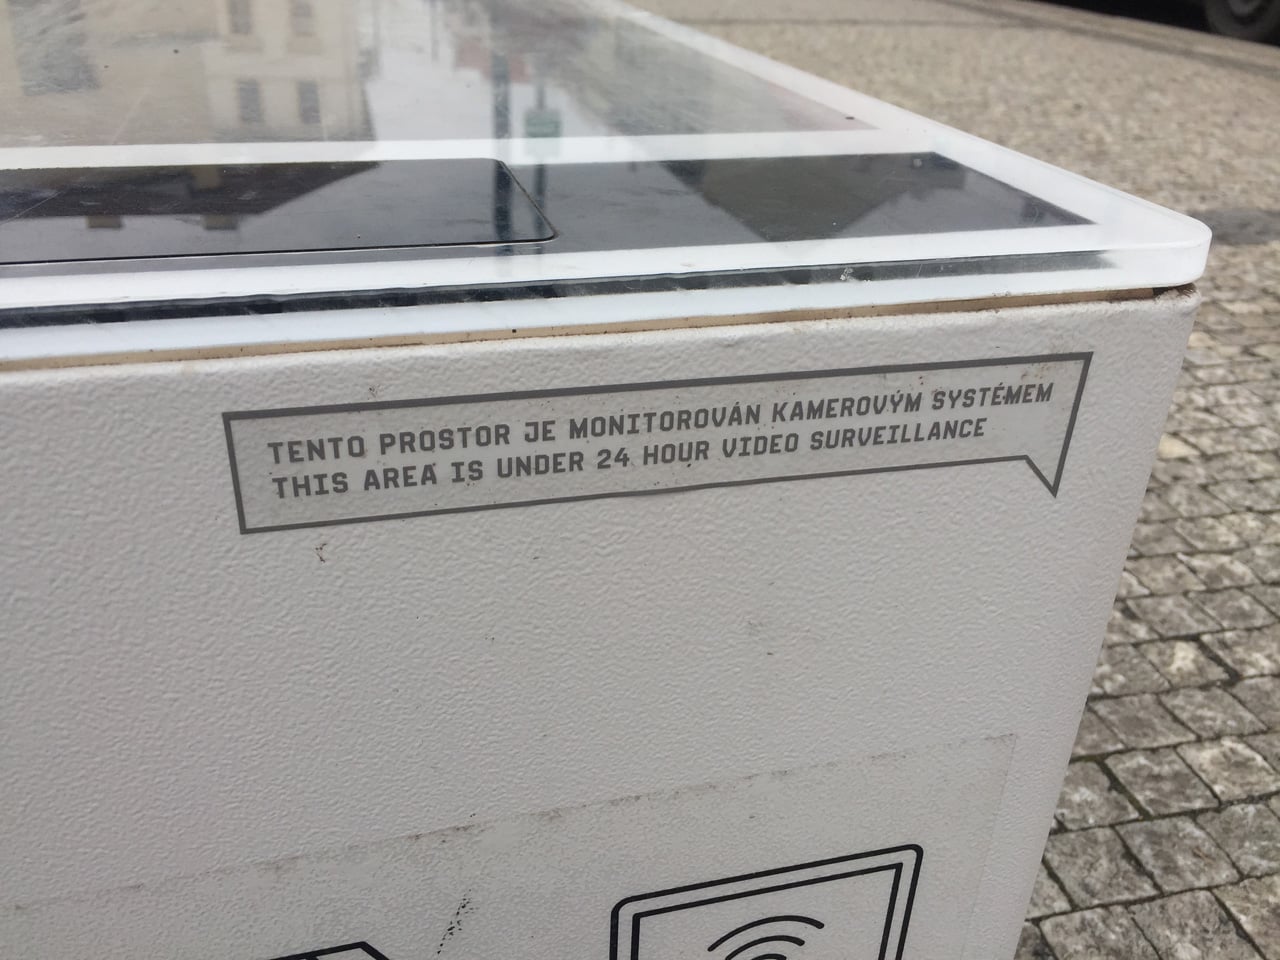 TENTO PROSTOR JE MONITOROVÁN KAMEROVÝM SYSTÉMEM
THIS AREA IS UNDER 24 HOUR VIDEO SURVEILLANCE